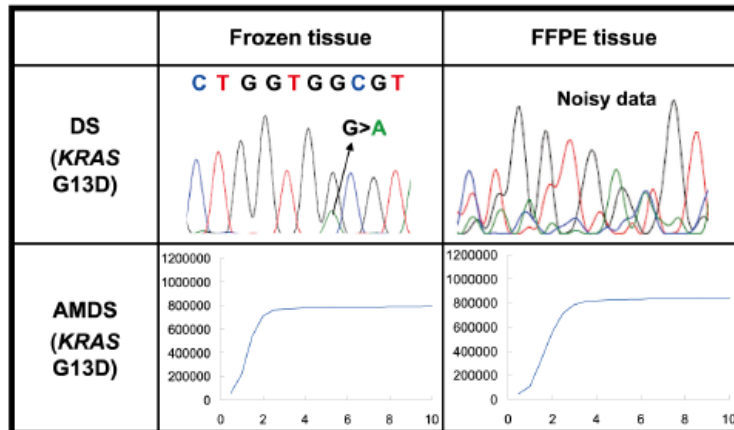 Frozen tissue
FFPE tissue
DS
(KRAS
G13D)
C T G G T G G C G T
G>A
Noisy data
AMDS
(KRAS
G13D)
1200000
1000000
800000
600000
400000
200000
0
0 2 4 6 8 10
1200000
1000000
800000
600000
400000
200000
0
0 2 4 6 8 10